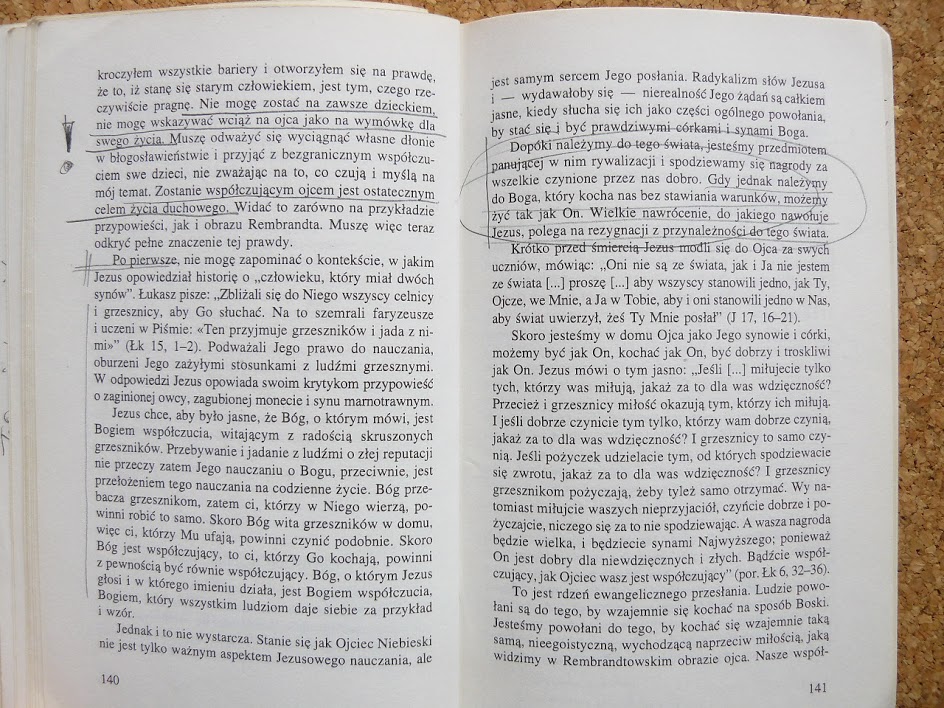 kroczyłem wszystkie bariery i otworzyłem się na prawdę,
że to, iż stanę się starym człowiekiem, jest tym, czego rze-
czywiście pragnę. Nie mogę zostać na zawsze dzieckiem,
nie mogę wskazywać wciąż na ojca jako na wymówkę dla
swego życia. Muszę odważyć się wyciągnąć własne dłonie
w błogosławieństwie i przyjąć z bezgranicznym współczu-
ciem swe dzieci, nie zważając na to, co czują i myślą na
mój temat. Zostanie współczującym ojcem jest ostatecznym
celem życia duchowego. Widać to zarówno na przykładzie
przypowieści, jak i obrazu Rembrandta. Muszę więc teraz
odkryć pełne znaczenie tej prawdy.
Po pierwsze, nie mogę zapominać o kontekście, w jakim
Jezus opowiedział historię o „człowieku, który miał dwóch
synów”. Łukasz pisze: „Zbliżali się do Niego wszyscy celnicy
i grzesznicy, aby Go słuchać. Na to szemrali faryzeusze
i uczeni w Piśmie: «Ten przyjmuje grzeszników i jada z ni-
mi»” (Łk 15, 1–2). Podważali Jego prawo do nauczania,
oburzeni Jego zażyłymi stosunkami z ludźmi grzesznymi.
W odpowiedzi Jezus opowiada swoim krytykom przypowieść
o zaginionej owcy, zagubionej monecie i synu marnotrawnym.
Jezus chce, aby było jasne, że Bóg, o którym mówi, jest
Bogiem współczucia, witającym z radością skruszonych
grzeszników. Przebywanie i jadanie z ludźmi o złej reputacji
nie przeczy zatem Jego nauczaniu o Bogu, przeciwnie, jest
przełożeniem tego nauczania na codzienne życie. Bóg prze-
bacza grzesznikom, zatem ci, którzy w Niego wierzą, po-
winni robić to samo. Skoro Bóg wita grzeszników w domu,
więc ci, którzy Mu ufają, powinni czynić podobnie. Skoro
Bóg jest współczujący, to ci, którzy Go kochają, powinni
z pewnością być równie współczujący. Bóg, o którym Jezus
głosi i w którego imieniu działa, jest Bogiem współczucia,
Bogiem, który wszystkim ludziom daje siebie za przykład
i wzór.
Jednak i to nie wystarcza. Stanie się jak Ojciec Niebieski
nie jest tylko ważnym aspektem Jezusowego nauczania, ale
140
jest samym sercem Jego posłania. Radykalizm słów Jezusa
i — wydawałoby się — nierealność Jego żądań są całkiem
jasne, kiedy słucha się ich jako części ogólnego powołania,
by stać się i być prawdziwymi córkami i synami Boga.
Dopóki należymy do tego świata, jesteśmy przedmiotem
panującej w nim rywalizacji i spodziewamy się nagrody za
wszelkie czynione przez nas dobro. Gdy jednak należymy
do Boga, który kocha nas bez stawiania warunków, możemy
żyć tak jak On. Wielkie nawrócenie, do jakiego nawołuje
Jezus, polega na rezygnacji z przynależności do tego świata.
Krótko przed śmiercią Jezus modli się do Ojca za swych
uczniów, mówiąc: „Oni nie są ze świata, jak i Ja nie jestem
ze świata [...] proszę [...] aby wszyscy stanowili jedno, jak Ty,
Ojcze, we Mnie, a Ja w Tobie, aby i oni stanowili jedno w Nas,
aby świat uwierzył, żeś Ty Mnie posłał” (J 17, 16–21).
Skoro jesteśmy w domu Ojca jako Jego synowie i córki,
możemy być jak On, kochać jak On, być dobrzy i troskliwi
jak On. Jezus mówi o tym jasno: „Jeśli [...] miłujecie tylko
tych, którzy was miłują, jakaż za to dla was wdzięczność?
Przecież i grzesznicy miłość okazują tym, którzy ich miłują.
I jeśli dobrze czynicie tym tylko, którzy wam dobrze czynią,
jakaż za to dla was wdzięczność? I grzesznicy to samo czy-
nią. Jeśli pożyczek udzielacie tym, od których spodziewacie
się zwrotu, jakaż za to dla was wdzięczność? I grzesznicy
grzesznikom pożyczają, żeby tyleż samo otrzymać. Wy na-
tomiast miłujcie waszych nieprzyjaciół, czyńcie dobrze i po-
życzajcie, niczego się za to nie spodziewając. A wasza nagroda
będzie wielka, i będziecie synami Najwyższego; ponieważ
On jest dobry dla niewdzięcznych i złych. Bądźcie współ-
czujący, jak Ojciec wasz jest współczujący” (por. Łk 6, 32–36).
To jest rdzeń ewangelicznego przesłania. Ludzie powo-
łani są do tego, by wzajemnie się kochać na sposób Boski.
Jesteśmy powołani do tego, by kochać się wzajemnie taką
samą, nieegoistyczną, wychodzącą naprzeciw miłością, jaką
widzimy w Rembrandtowskim obrazie ojca. Nasze współ-
141